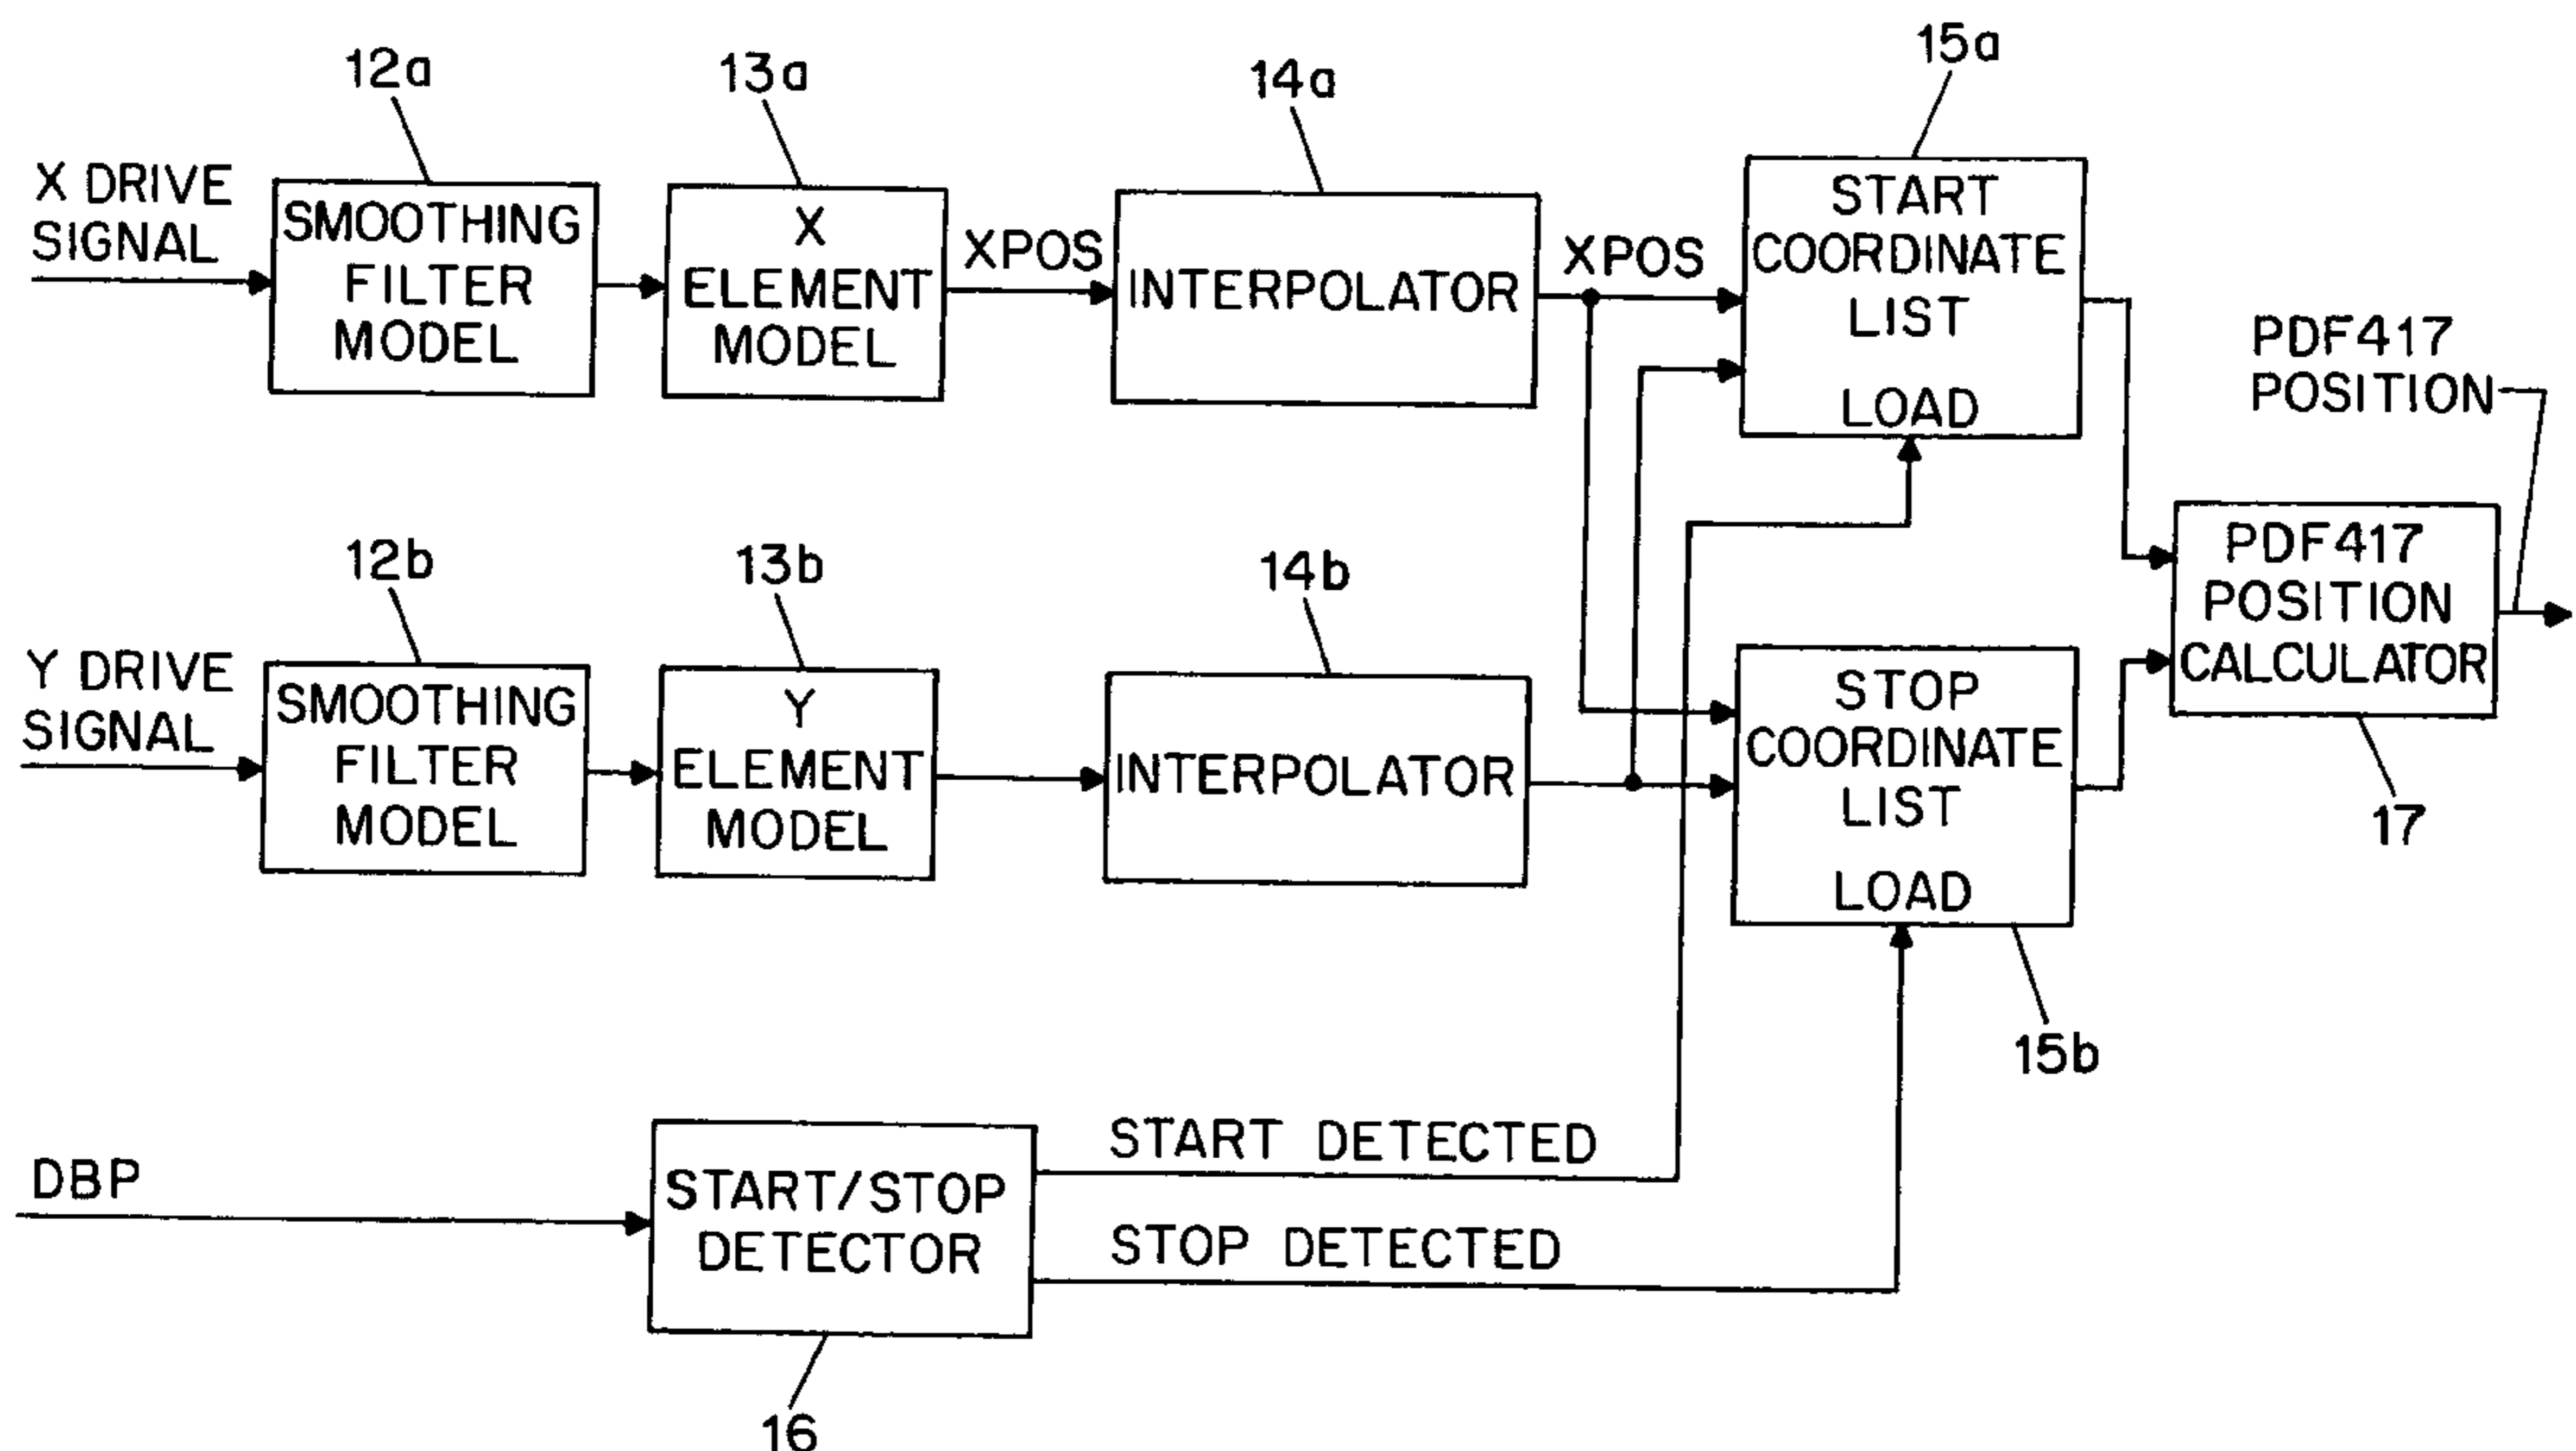 12a
13a
14a
15a
X DRIVE
SIGNAL
SMOOTHING
FILTER
MODEL
X
ELEMENT
MODEL
XPOS
INTERPOLATOR
XPOS
START
COORDINATE
LIST
LOAD
PDF417
POSITION
12b
13b
14b
Y DRIVE
SIGNAL
SMOOTHING
FILTER
MODEL
Y
ELEMENT
MODEL
INTERPOLATOR
STOP
COORDINATE
LIST
LOAD
PDF417
POSITION
CALCULATOR
17
15b
DBP
START/STOP
DETECTOR
START DETECTED
STOP DETECTED
16